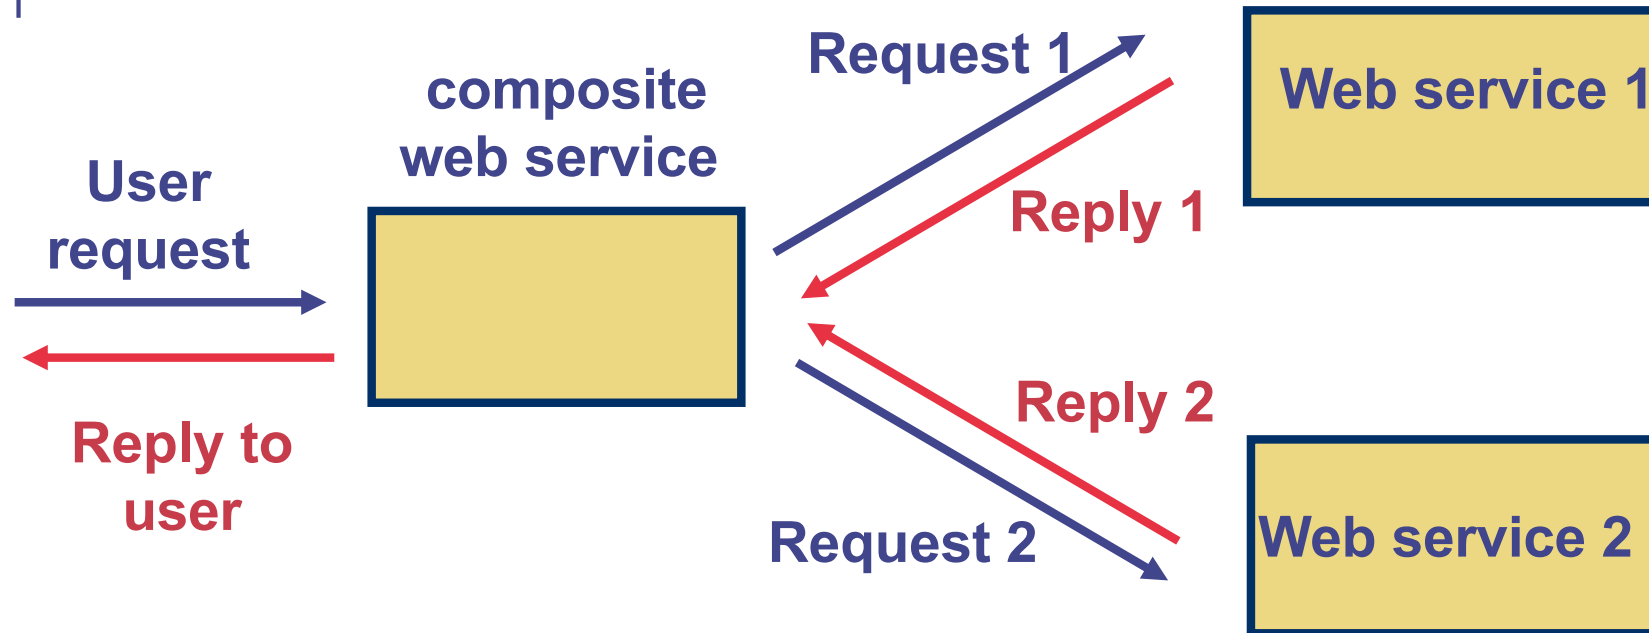 User
request
Reply to
user
composite
web service
Request 1
Reply 1
Reply 2
Request 2
Web service 1
Web service 2